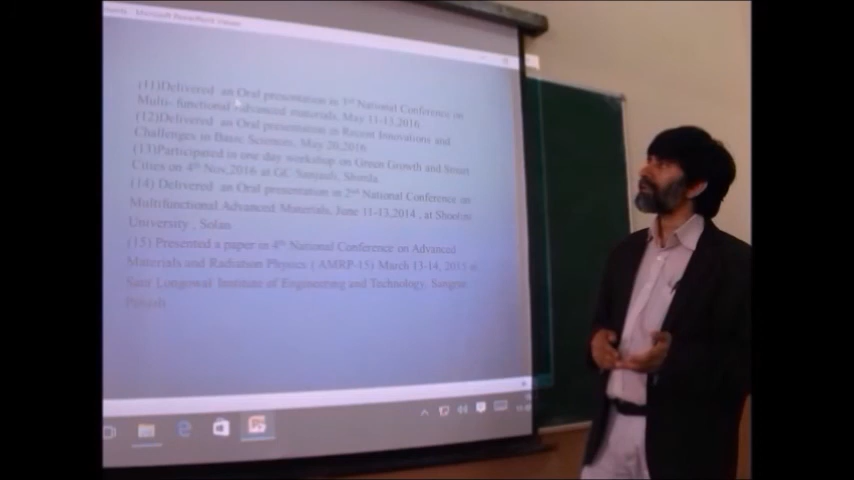 Microsoft PowerPoint Viewer
(11)Delivered an Oral presentation in 3rd National Conference on
Multi- functional Advanced materials, May 11-13,2016.
(12)Delivered an Oral presentation in Recent Innovations and
Challenges in Basic Sciences, May 26,2016
(13)Participated in one day workshop on Green Growth and Smart
Cities on 4th Nov,2016 at GC Sanjauli, Shimla.
(14) Delivered an Oral presentation in 2nd National Conference on
Multifunctional Advanced Materials, June 11-13,2014 , at Shoolini
University , Solan
(15) Presented a paper in 4th National Conference on Advanced
Materials and Radiation Physics ( AMRP-15) March 13-14, 2015 at
Sant Longowal Institute of Engineering and Technology, Sangrur,
Punjab